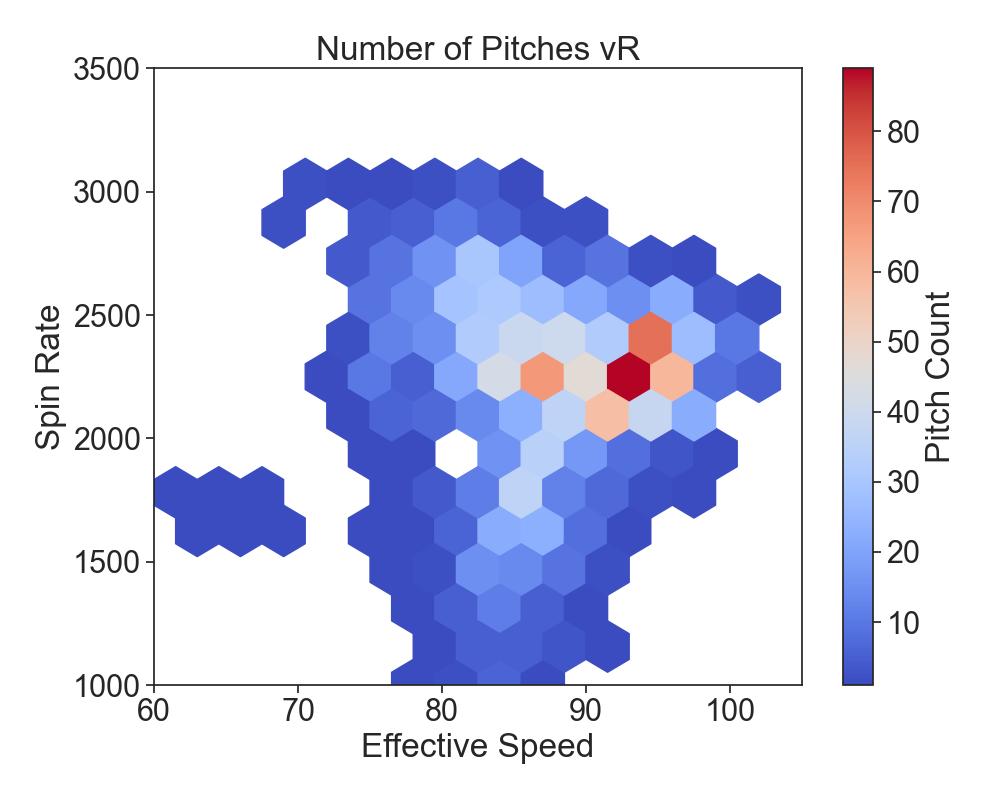 Number of Pitches vR
3500
3000
2500
2000
1500
1000
Spin Rate
60 70 80 90 100
Effective Speed
80
70
60
50
40
30
20
10
Pitch Count